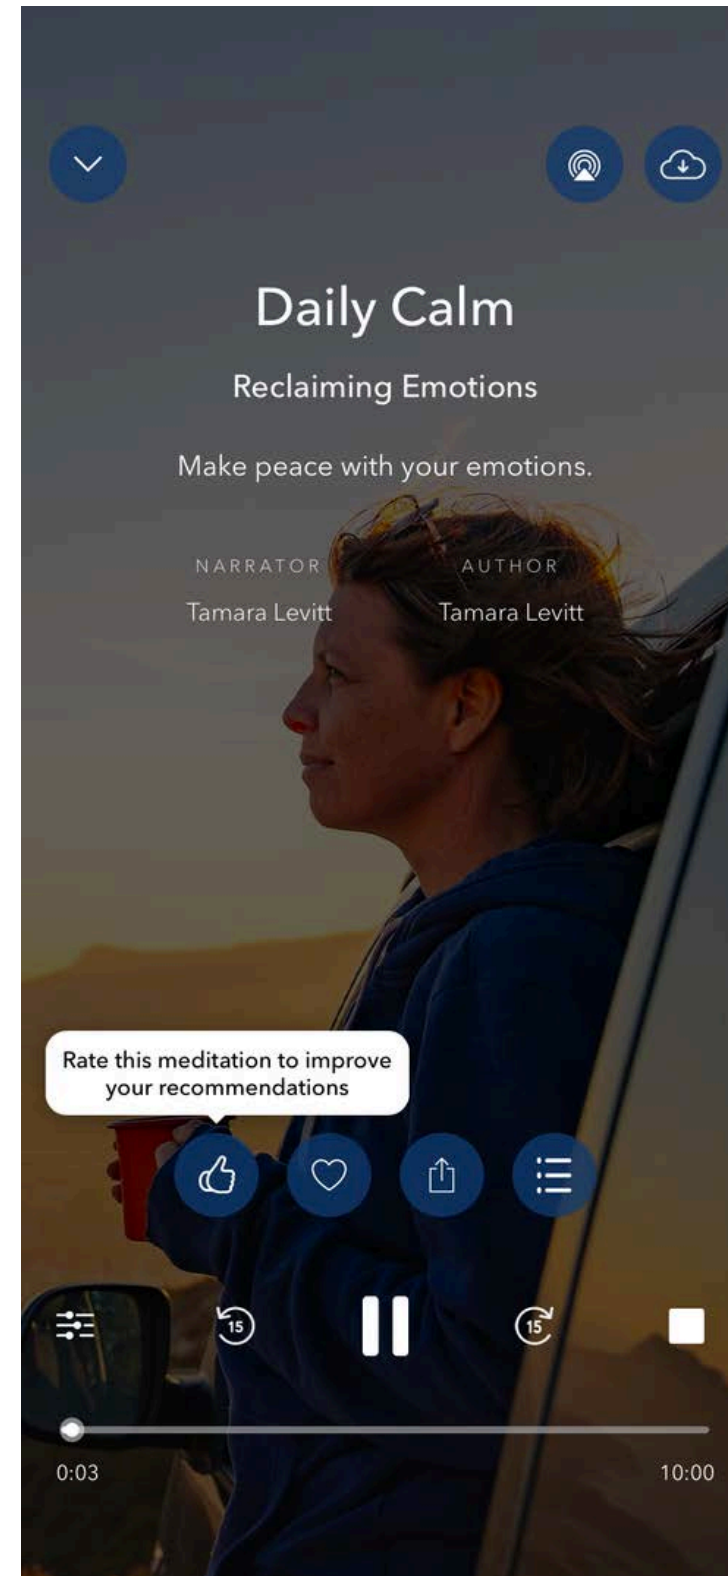 Daily Calm
Reclaiming Emotions
Make peace with your emotions.
NARRATOR AUTHOR
Tamara Levitt Tamara Levitt
Rate this meditation to improve
your recommendations
15 15
0:03 10:00